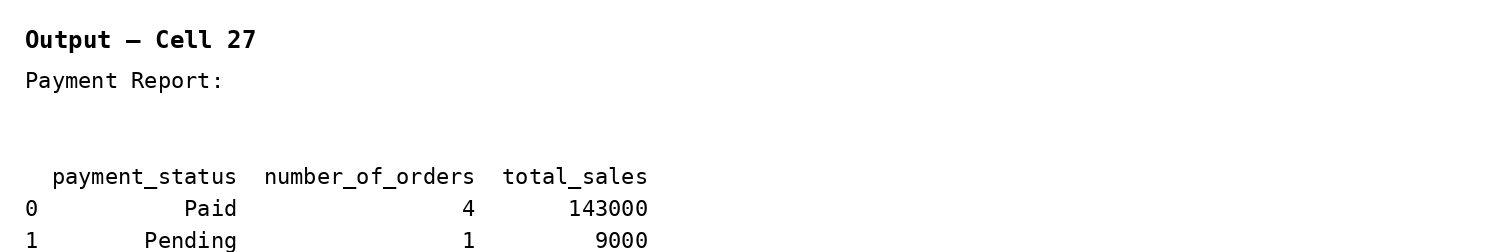 Output – Cell 27
Payment Report:
payment_status number_of_orders total_sales
0 Paid 4 143000
1 Pending 1 9000